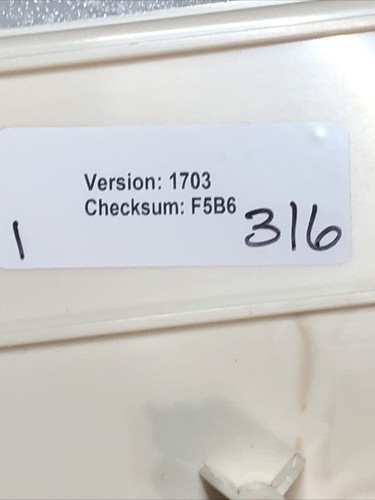 Version: 1703
Checksum: F5B6
1
316